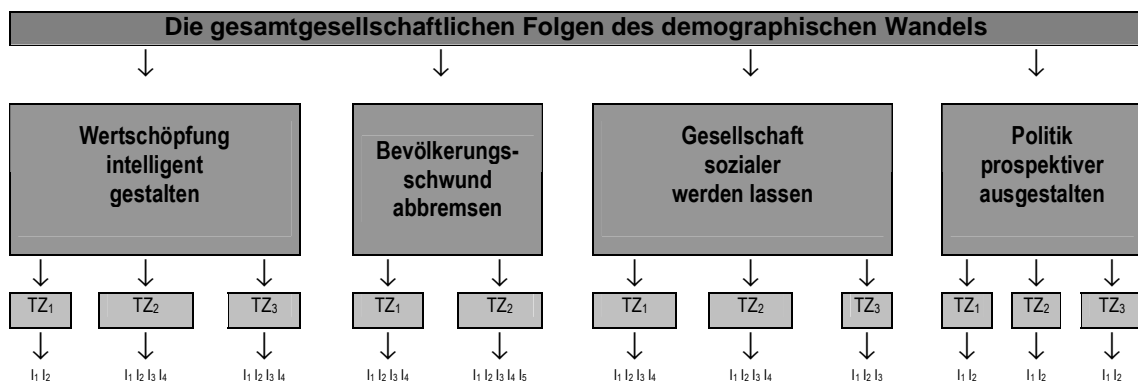 Die gesamtgesellschaftlichen Folgen des demographischen Wandels
Wertschöpfung
intelligent
gestalten
Bevölkerungs-
schwund
abbremsen
Gesellschaft
sozialer
werden lassen
Politik
prospektiver
ausgestalten
TZ₁ TZ₂ TZ₃ TZ₁ TZ₂ TZ₁ TZ₂ TZ₃ TZ₁ TZ₂ TZ₃
I₁ I₂ I₁ I₂ I₃ I₄ I₁ I₂ I₃ I₄ I₁ I₂ I₃ I₄ I₁ I₂ I₃ I₄ I₅ I₁ I₂ I₃ I₄ I₁ I₂ I₃ I₄ I₁ I₂ I₃ I₁ I₂ I₁ I₂ I₁ I₂